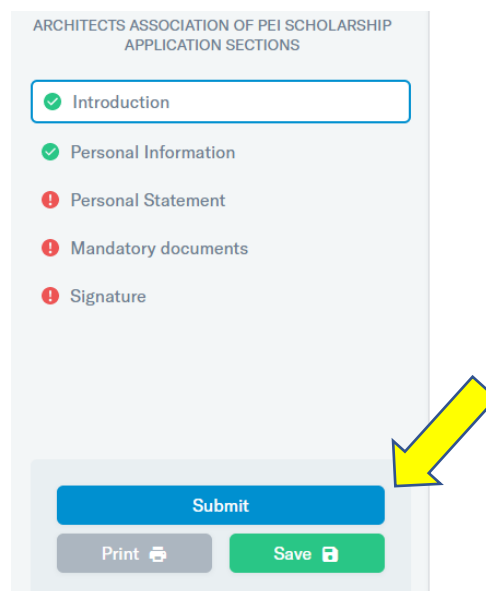 ARCHITECTS ASSOCIATION OF PEI SCHOLARSHIP
APPLICATION SECTIONS
Introduction
Personal Information
Personal Statement
Mandatory documents
Signature
Submit
Print
Save